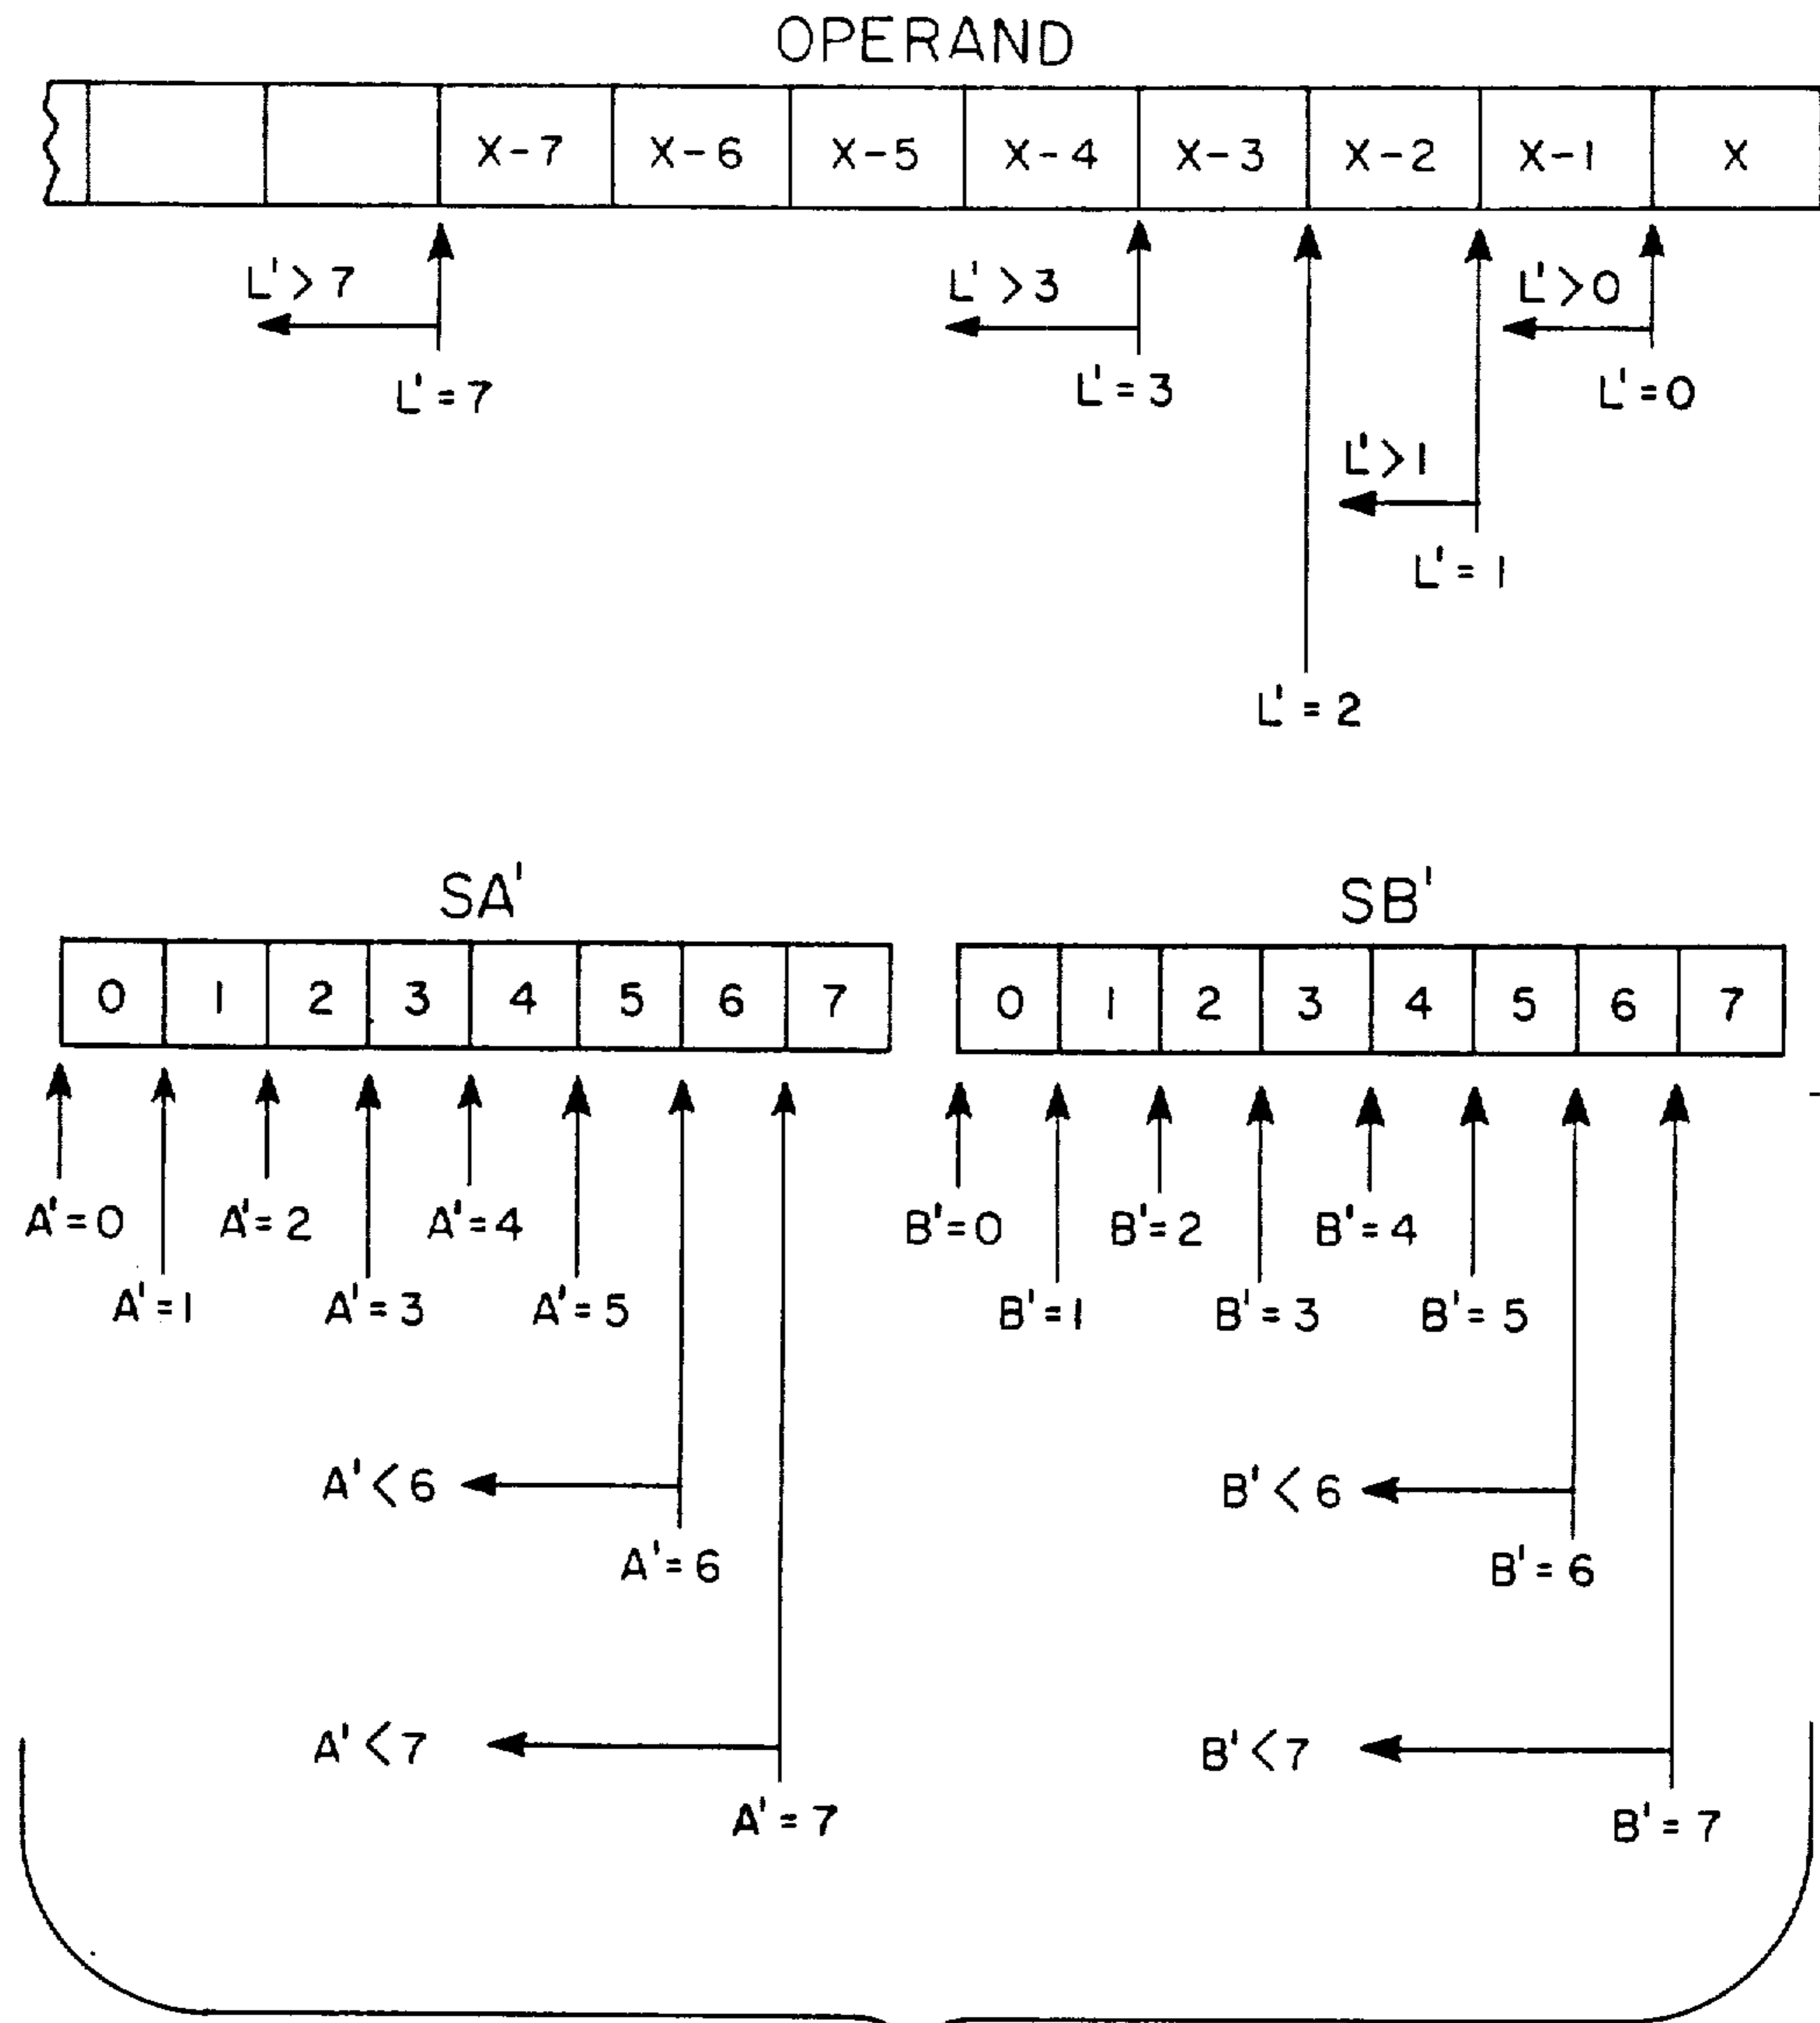 OPERAND
X-7 X-6 X-5 X-4 X-3 X-2 X-1 X
L'>7 L'>3 L'>0
L'=7 L'=3 L'=0
L'>1
L'=1
L'=2
SA' SB'
0 1 2 3 4 5 6 7 0 1 2 3 4 5 6 7
A'=0 A'=2 A'=4 B'=0 B'=2 B'=4
A'=1 A'=3 A'=5 B'=1 B'=3 B'=5
A'<6 B'<6
A'=6 B'=6
A'<7 B'<7
A'=7 B'=7